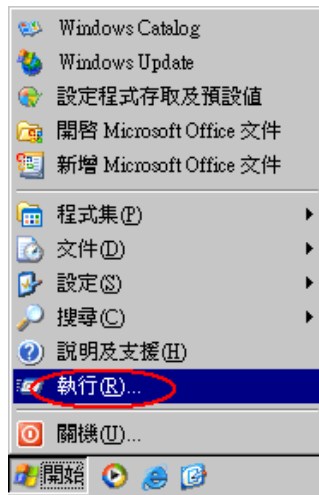 Windows Catalog
Windows Update
設定程式存取及預設值
開啓 Microsoft Office 文件
新增 Microsoft Office 文件
程式集(P)
文件(D)
設定(S)
搜尋(C)
說明及支援(H)
執行(R)...
關機(U)...
開始